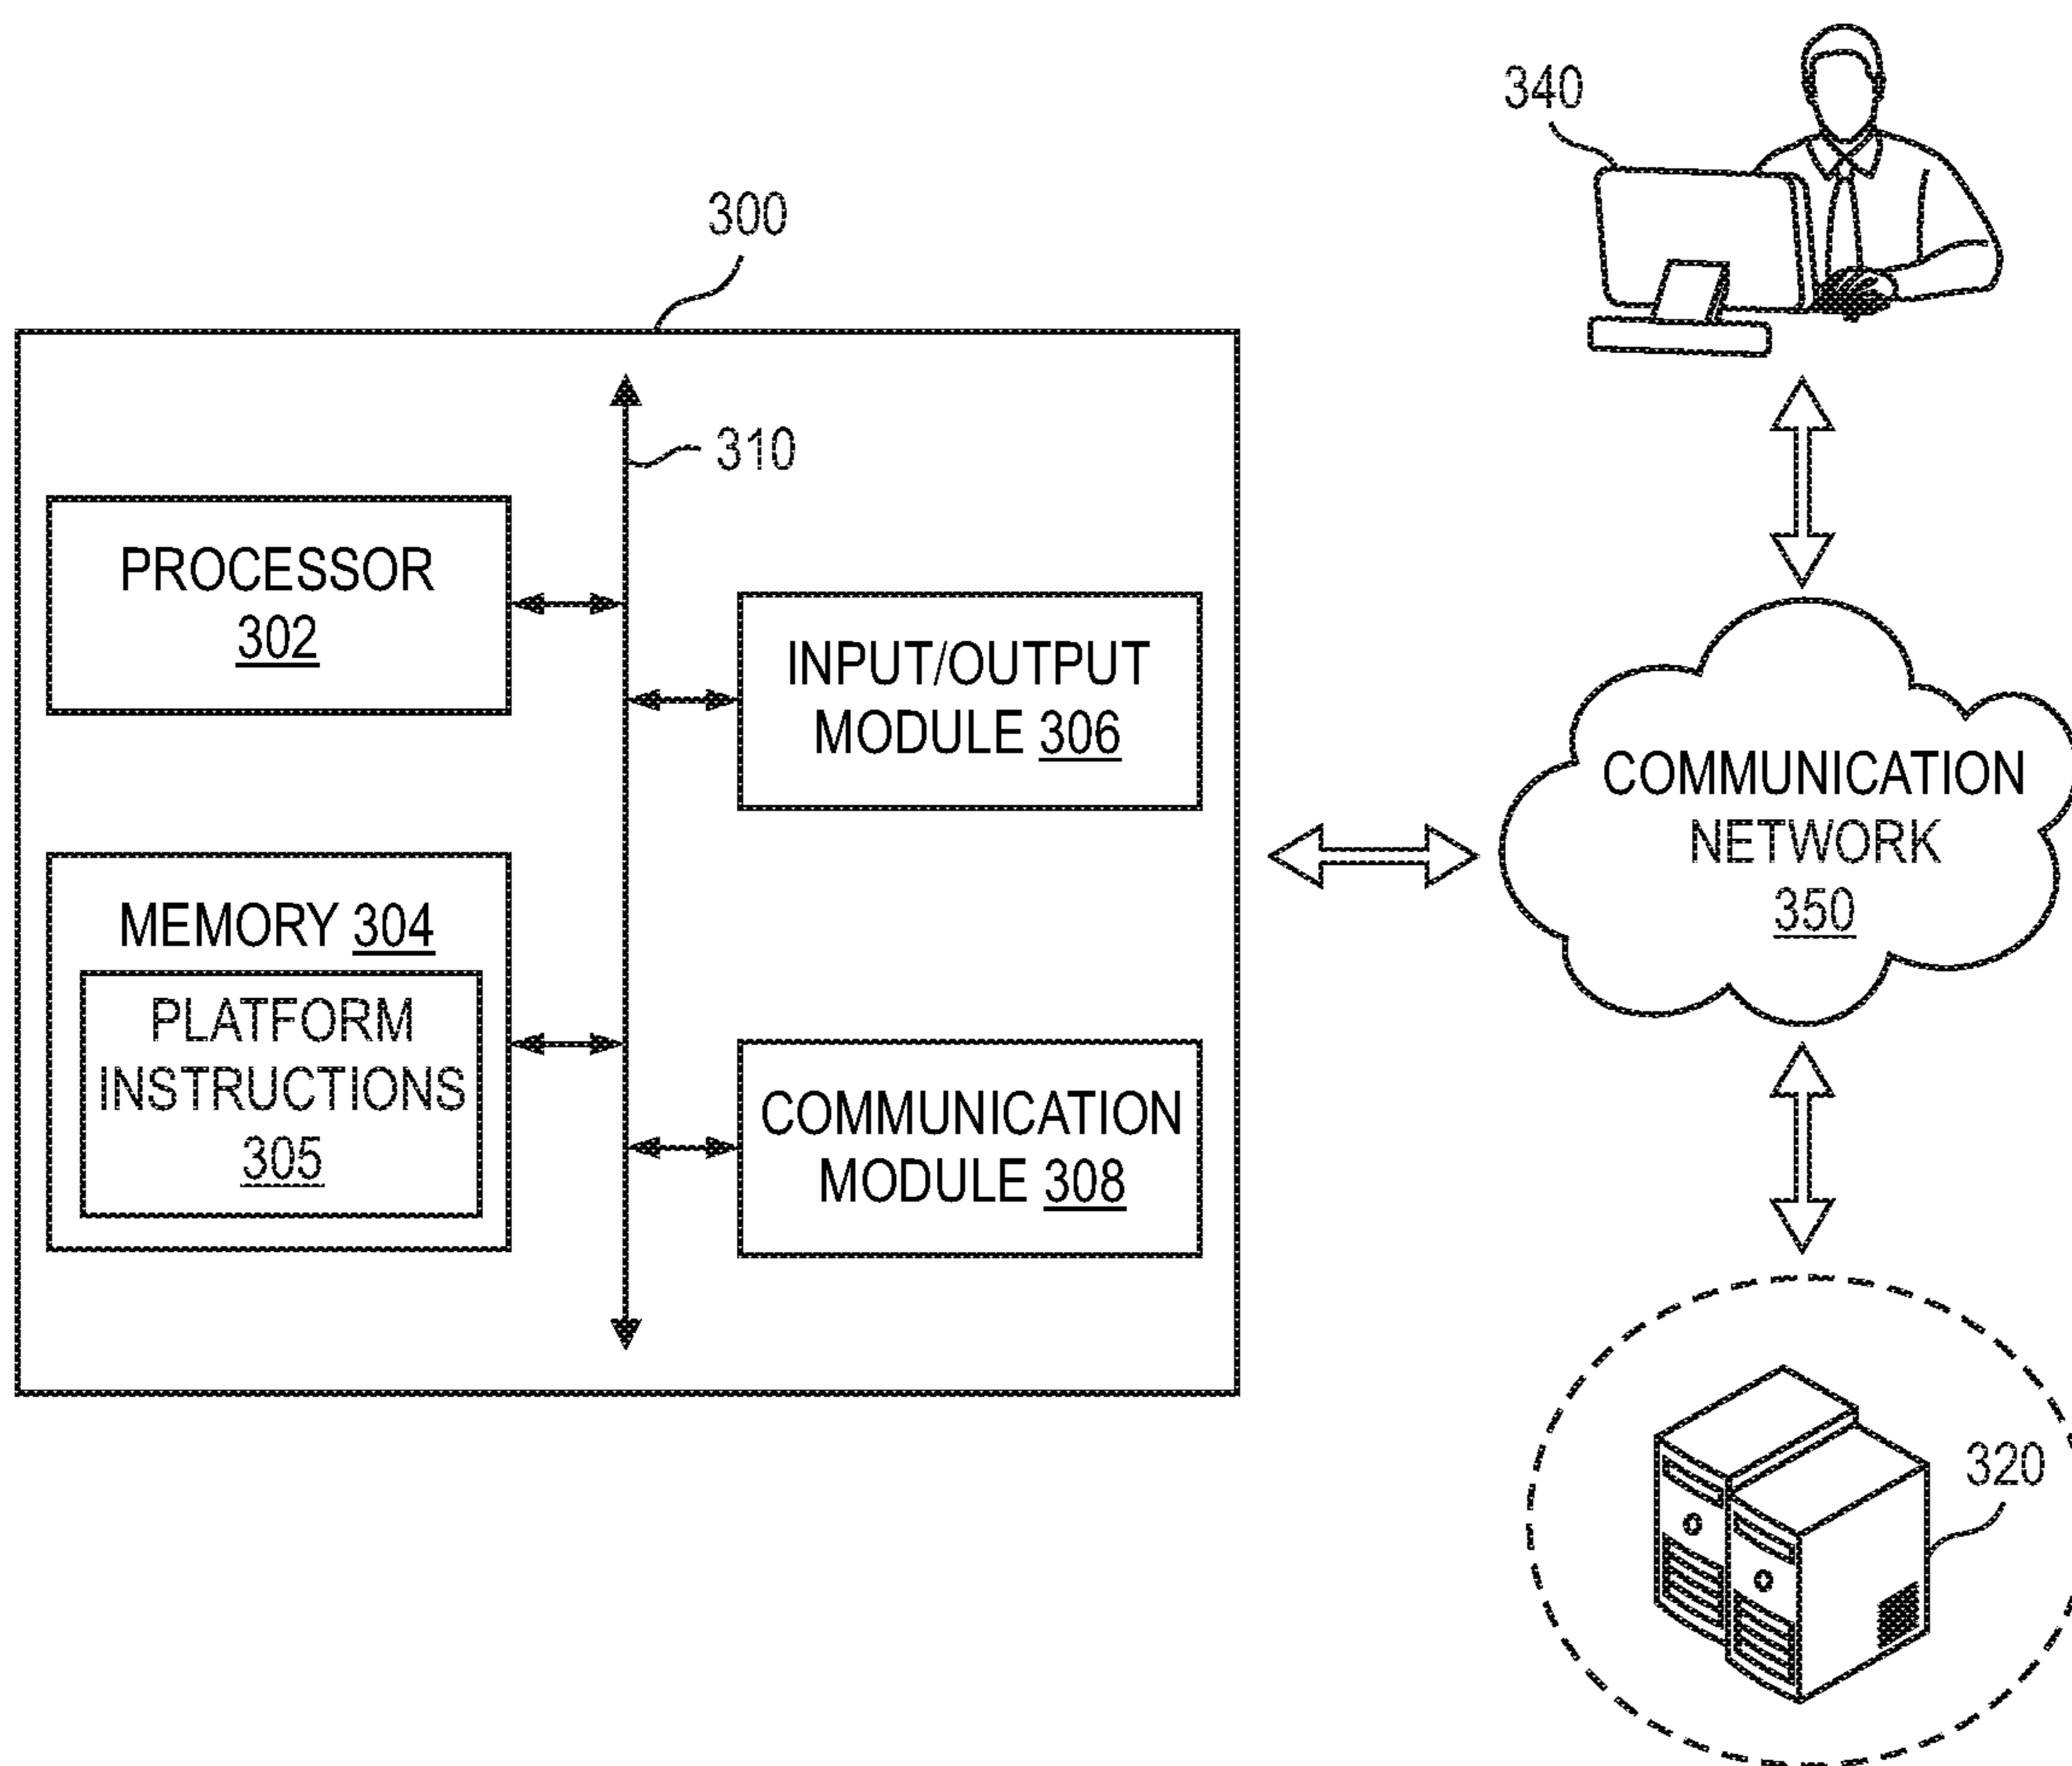 340
300
310
PROCESSOR
302
INPUT/OUTPUT
MODULE 306
COMMUNICATION
NETWORK
350
MEMORY 304
PLATFORM
INSTRUCTIONS
305
COMMUNICATION
MODULE 308
320